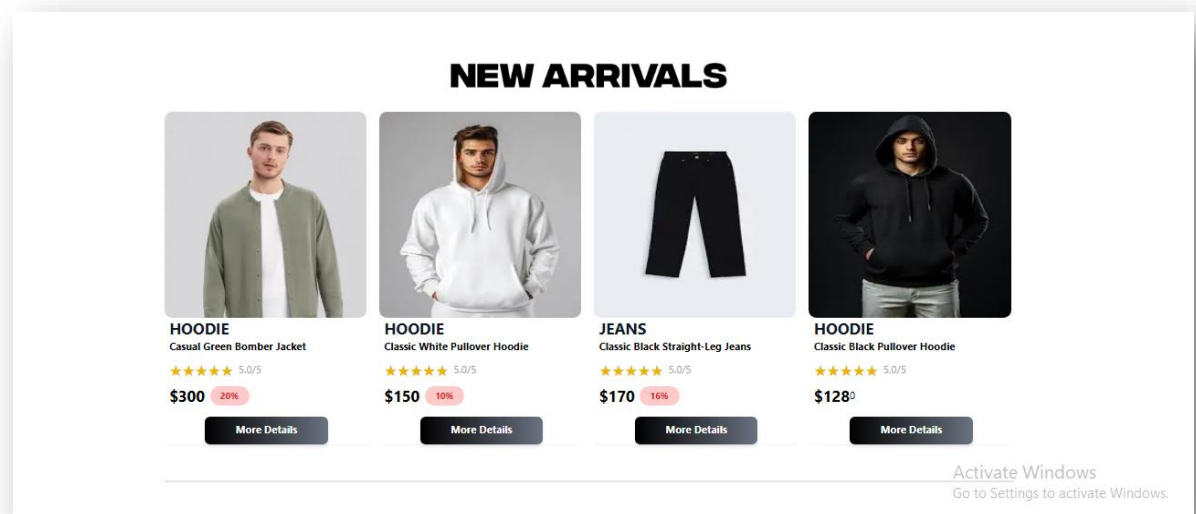 NEW ARRIVALS
HOODIE
Casual Green Bomber Jacket
★★★★★ 5.0/5
$300 20%
More Details
HOODIE
Classic White Pullover Hoodie
★★★★★ 5.0/5
$150 10%
More Details
JEANS
Classic Black Straight-Leg Jeans
★★★★★ 5.0/5
$170 16%
More Details
HOODIE
Classic Black Pullover Hoodie
★★★★★ 5.0/5
$1280
More Details
Activate Windows
Go to Settings to activate Windows.